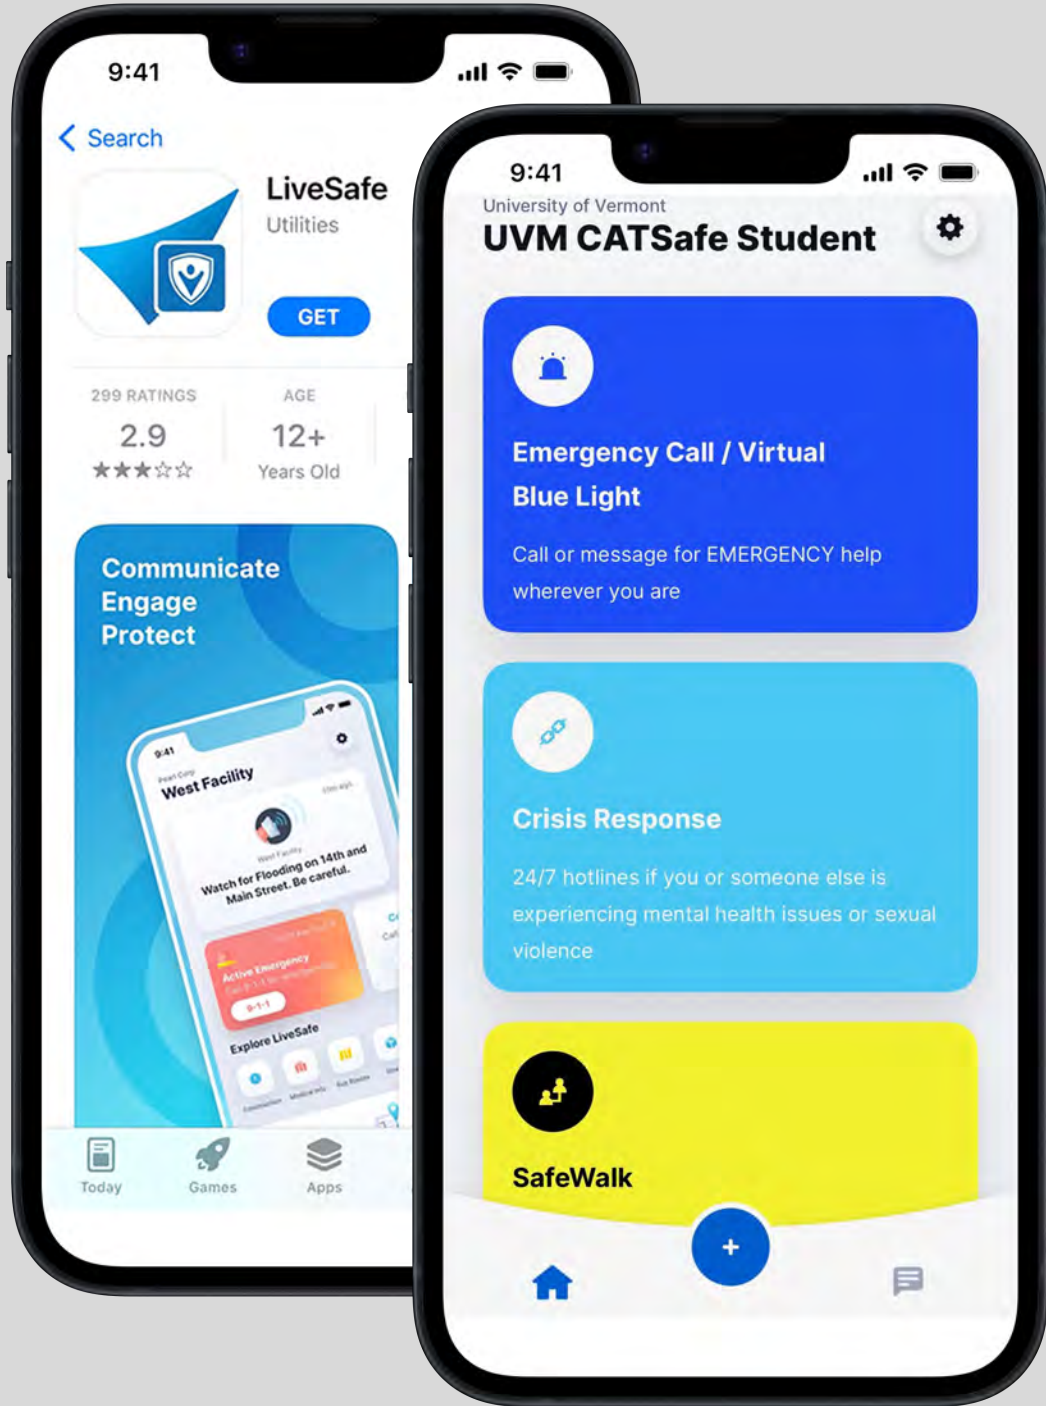 9:41
Search
LiveSafe
Utilities
GET
299 RATINGS
2.9
AGE
12+
Years Old
Communicate
Engage
Protect
9:41
Pearl Corp
West Facility
West Facility
Watch for Flooding on 14th and
Main Street. Be careful.
Active Emergency
9-1-1
Explore LiveSafe
Today
Games
Apps
9:41
University of Vermont
UVM CATSafe Student
Emergency Call / Virtual
Blue Light
Call or message for EMERGENCY help
wherever you are
Crisis Response
24/7 hotlines if you or someone else is
experiencing mental health issues or sexual
violence
SafeWalk